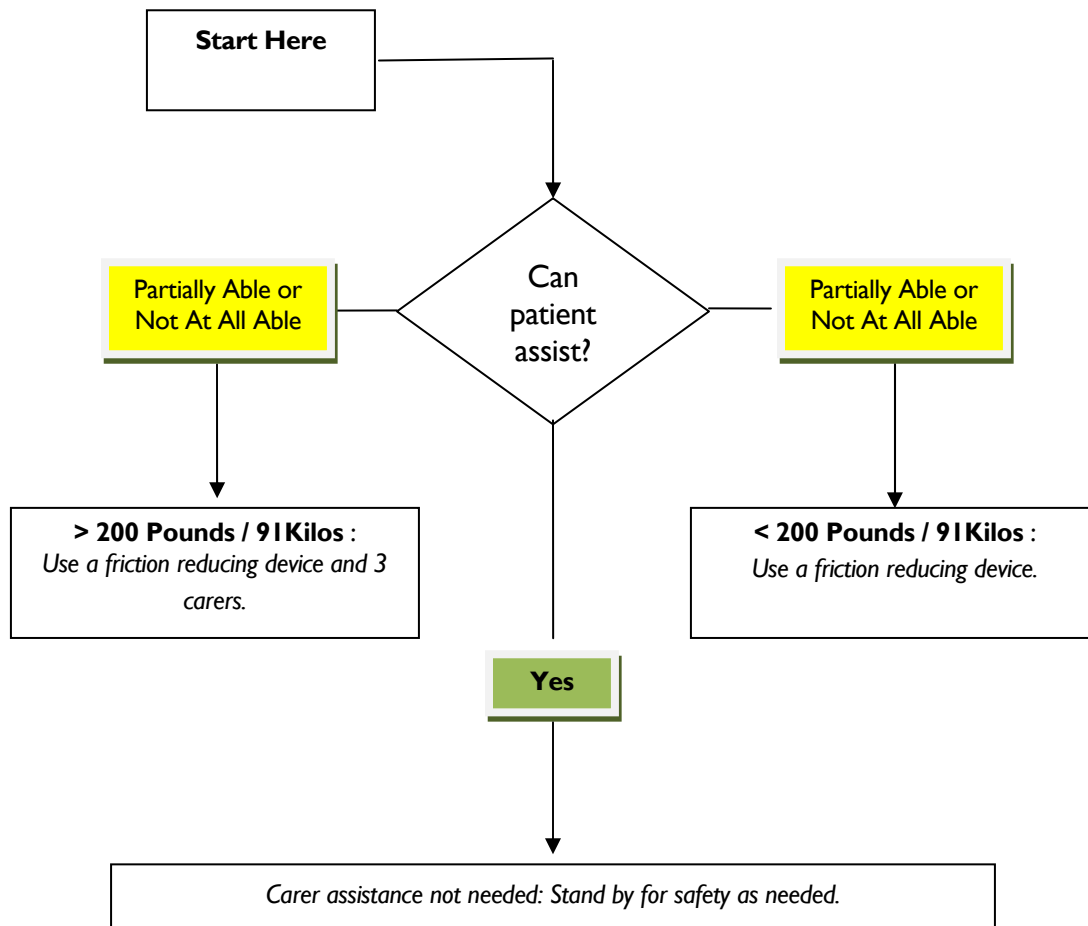 Start Here
Can
patient
assist?
Partially Able or
Not At All Able
Partially Able or
Not At All Able
> 200 Pounds / 91Kilos :
Use a friction reducing device and 3
carers.
< 200 Pounds / 91Kilos :
Use a friction reducing device.
Yes
Carer assistance not needed: Stand by for safety as needed.